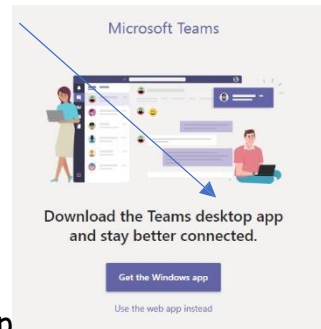 Microsoft Teams
Download the Teams desktop app
and stay better connected.
Get the Windows app
Use the web app instead